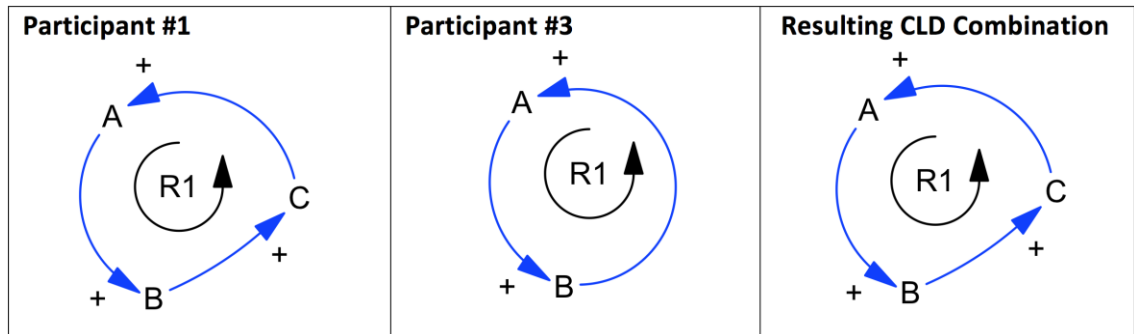 Participant #1
+
A
R1
C
+
+
B
Participant #3
+
A
R1
+
B
Resulting CLD Combination
+
A
R1
C
+
+
B